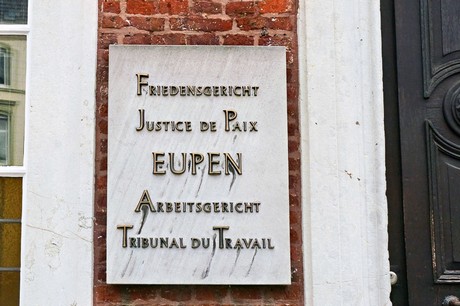 Friedensgericht
Justice de Paix
EUPEN
Arbeitsgericht
Tribunal du Travail